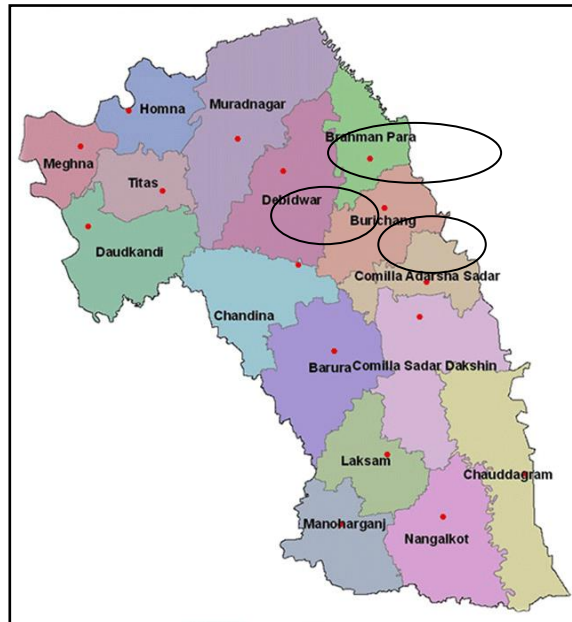 Homna
Muradnagar
Brahman Para
Meghna
Titas
Debidwar
Burichang
Daudkandi
Comilla Adarsha Sadar
Chandina
Barura
Comilla Sadar Dakshin
Laksam
Chauddagram
Manoharganj
Nangalkot